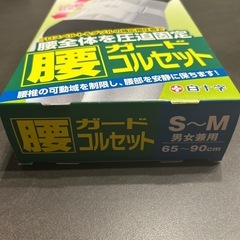 腰全体を圧迫固定
腰ガードコルセット
腰椎の可動域を制限し、腰部を安静に保ちます!
腰ガードコルセット
S〜M
男女兼用
65〜90cm
白十字